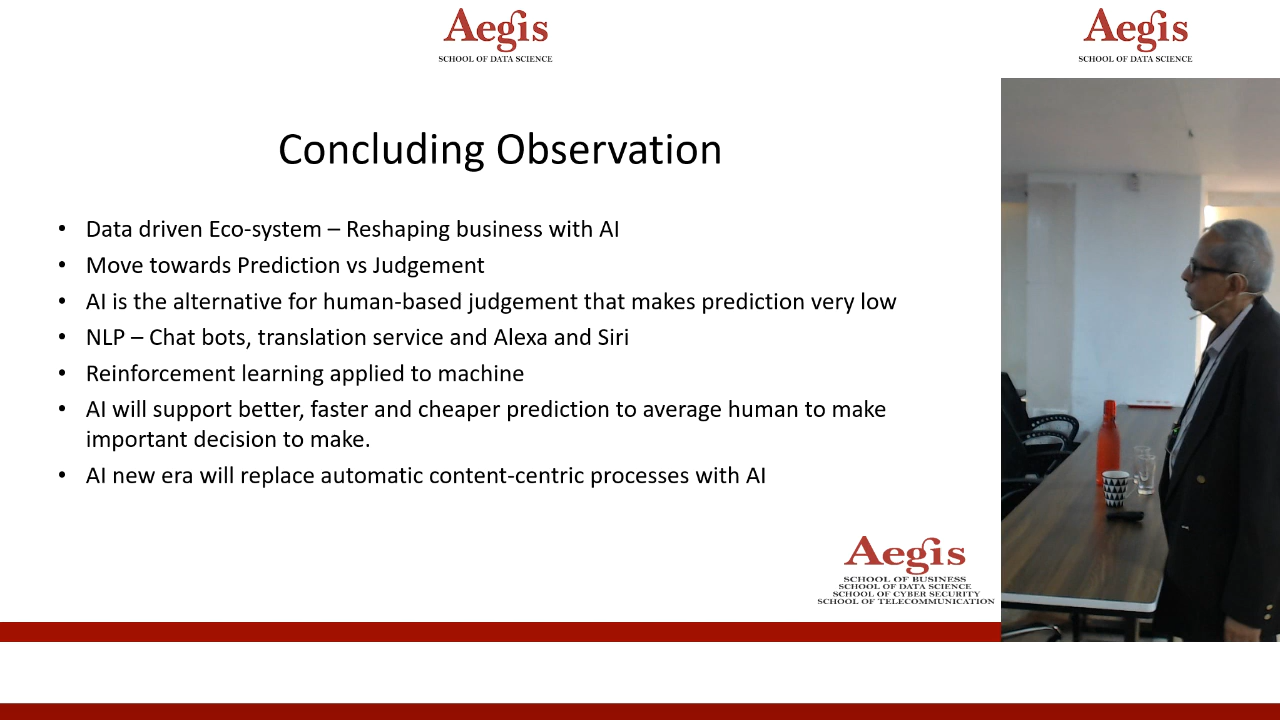 Aegis
SCHOOL OF DATA SCIENCE
Aegis
SCHOOL OF DATA SCIENCE
Concluding Observation
• Data driven Eco-system – Reshaping business with AI
• Move towards Prediction vs Judgement
• AI is the alternative for human-based judgement that makes prediction very low
• NLP – Chat bots, translation service and Alexa and Siri
• Reinforcement learning applied to machine
• AI will support better, faster and cheaper prediction to average human to make
important decision to make.
• AI new era will replace automatic content-centric processes with AI
Aegis
SCHOOL OF BUSINESS
SCHOOL OF DATA SCIENCE
SCHOOL OF CYBER SECURITY
SCHOOL OF TELECOMMUNICATION